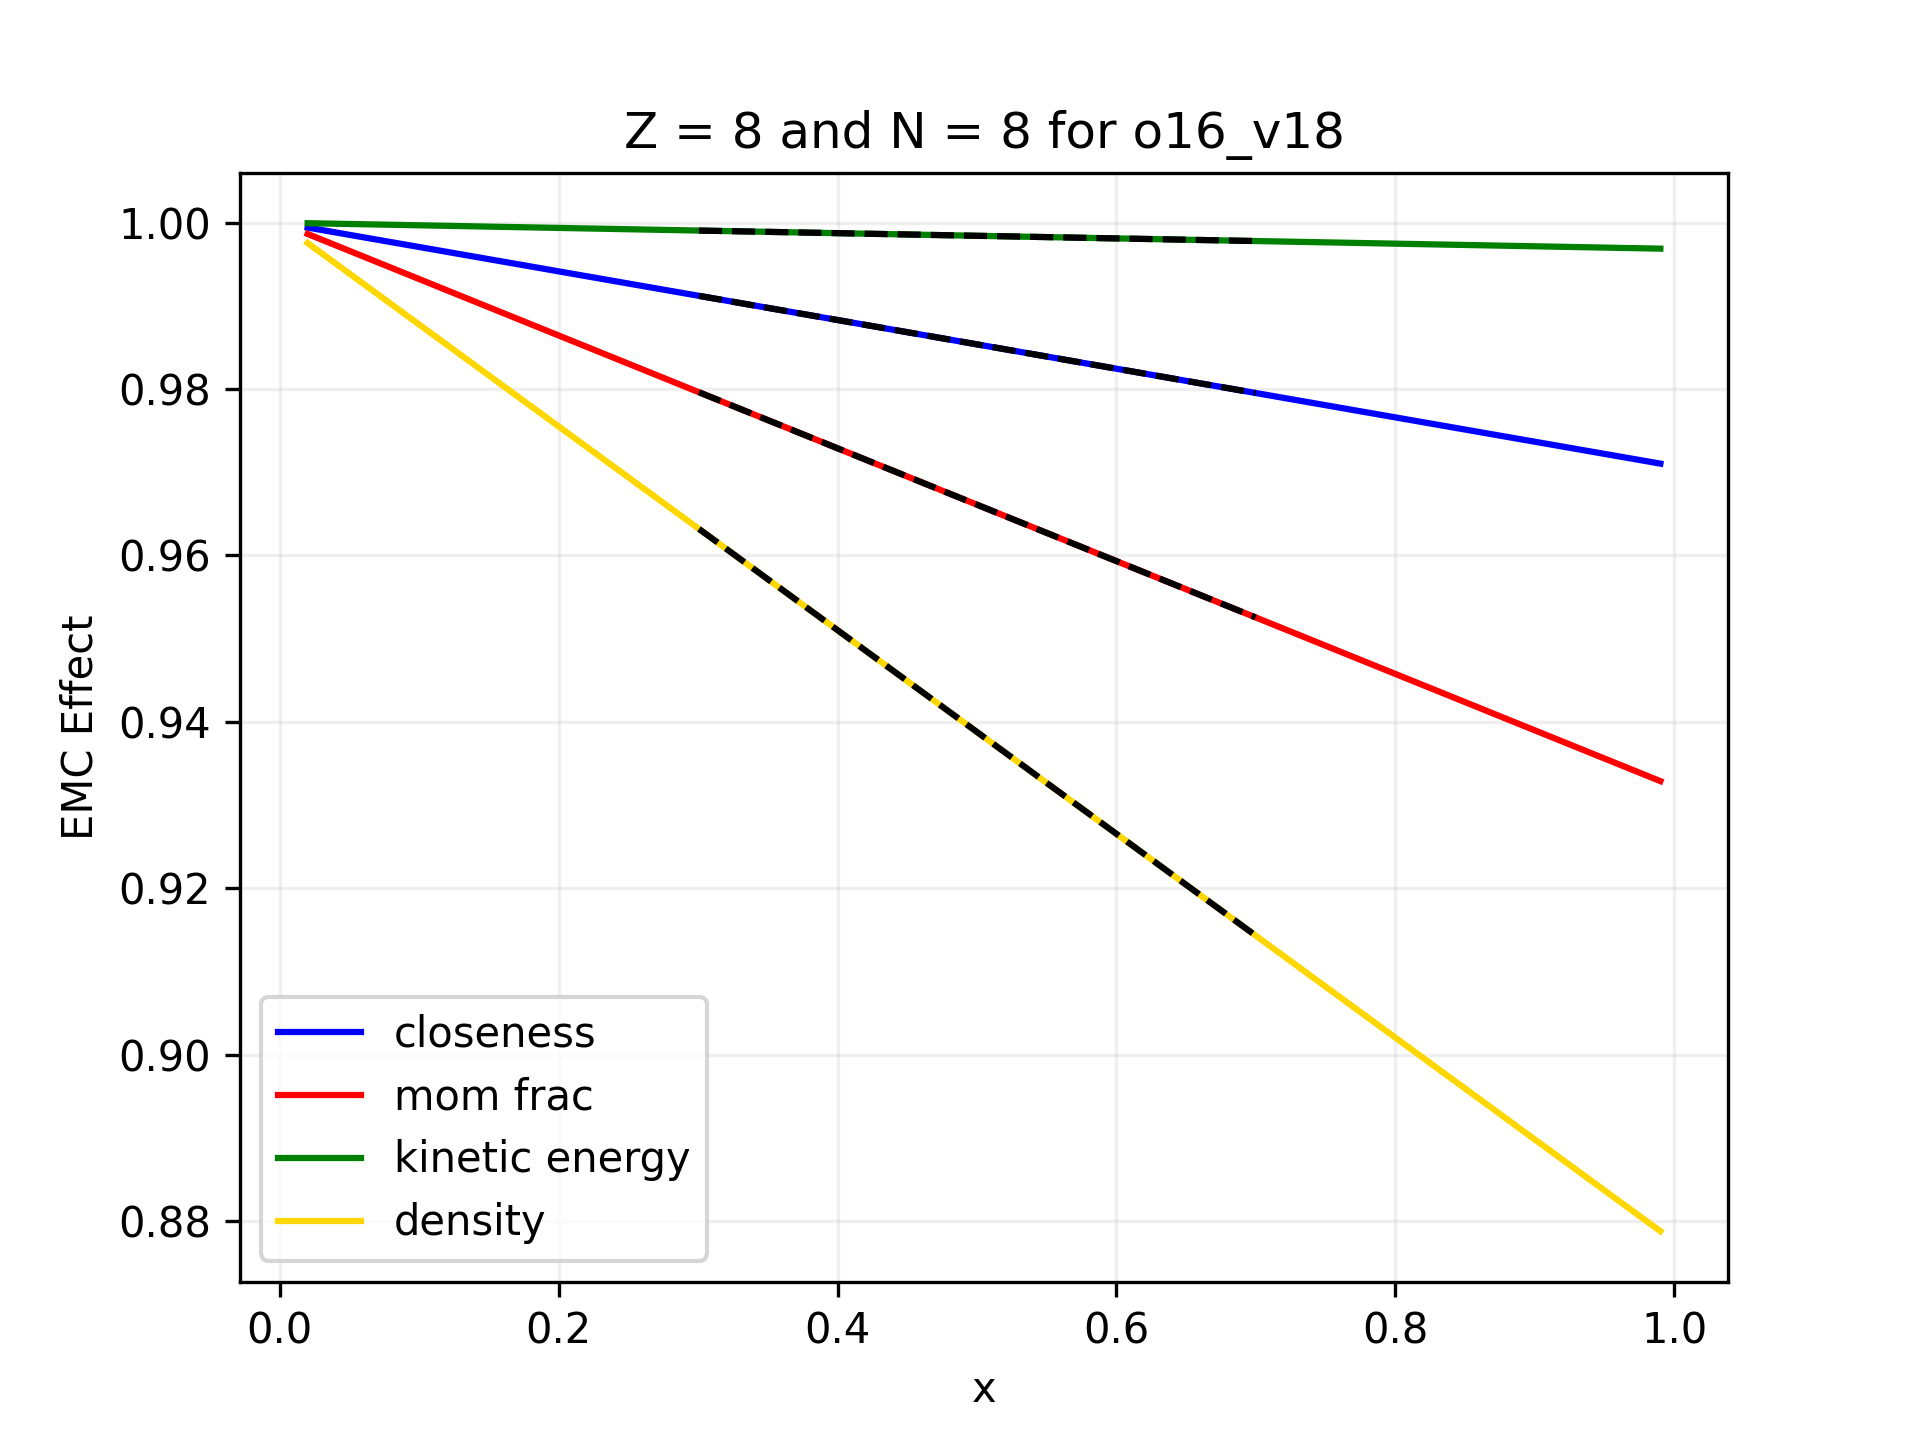 Z = 8 and N = 8 for o16_v18
EMC Effect
1.00
0.98
0.96
0.94
0.92
0.90
0.88
closeness
mom frac
kinetic energy
density
0.0 0.2 0.4 0.6 0.8 1.0
x